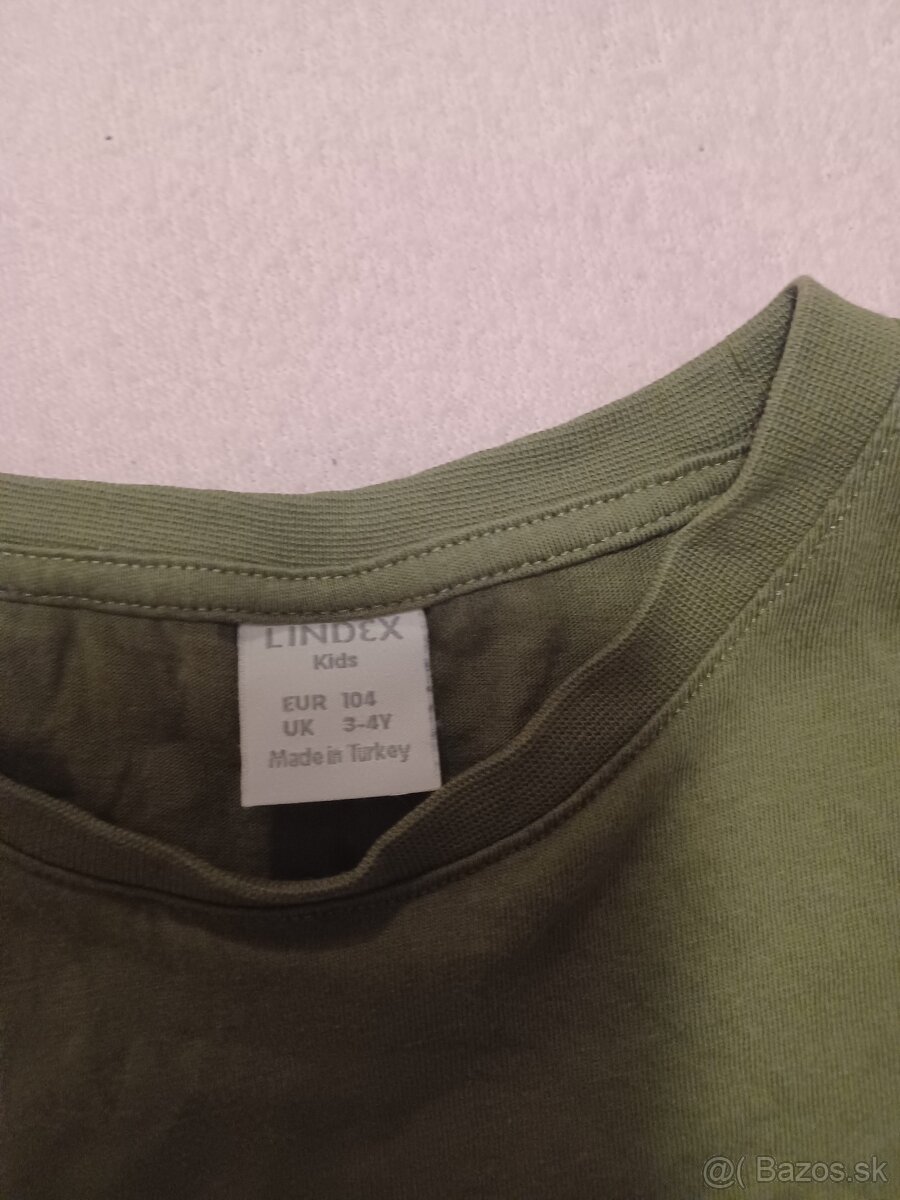 LINDEX
Kids
EUR 104
UK 3-4Y
Made in Turkey
@( Bazos.sk